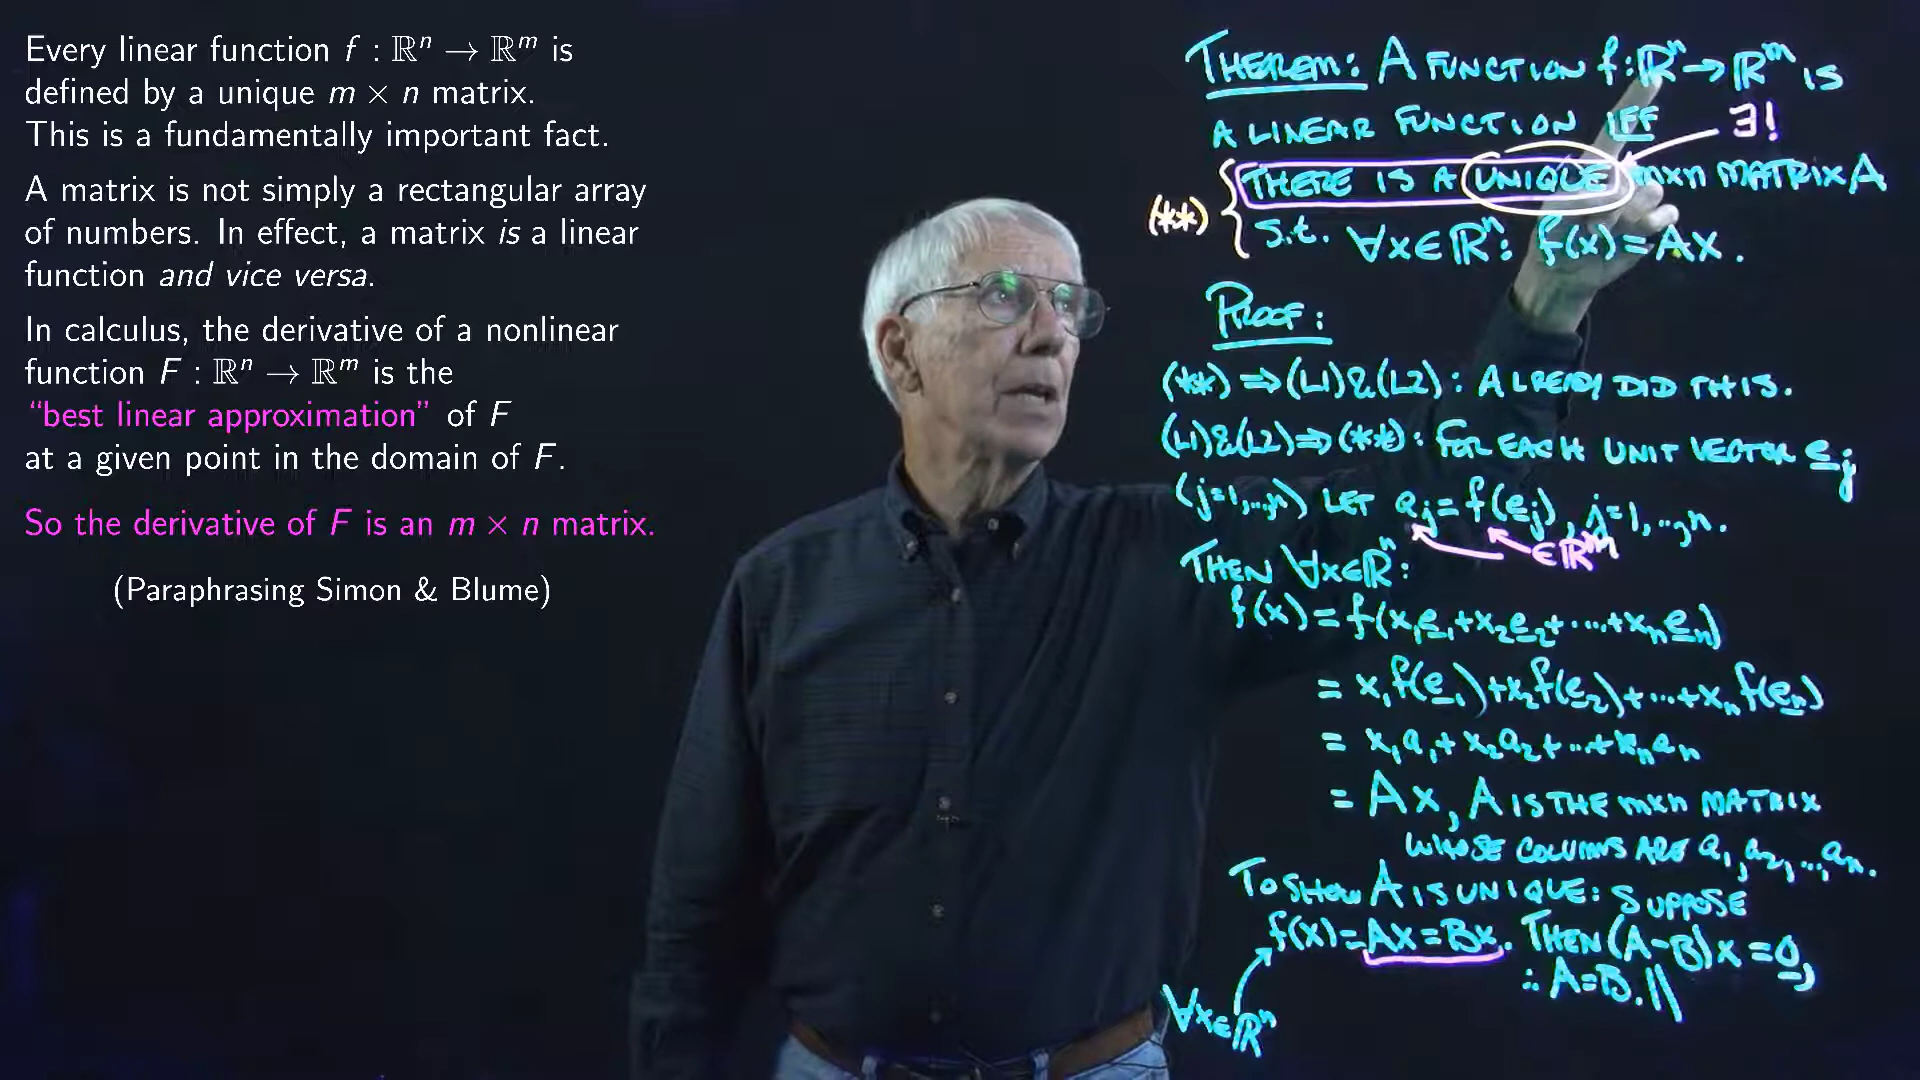 Every linear function f : ℝⁿ → ℝᵐ is
defined by a unique m × n matrix.
This is a fundamentally important fact.
A matrix is not simply a rectangular array
of numbers. In effect, a matrix is a linear
function and vice versa.
In calculus, the derivative of a nonlinear
function F : ℝⁿ → ℝᵐ is the
“best linear approximation” of F
at a given point in the domain of F.
So the derivative of F is an m × n matrix.
(Paraphrasing Simon & Blume)
THEOREM: A FUNCTION f: ℝⁿ → ℝᵐ IS
A LINEAR FUNCTION IFF ∃!
(**) { THERE IS A UNIQUE m×n MATRIX A
S.t. ∀x∈ℝⁿ: f(x)=Ax.
PROOF:
(**) ⇒ (L1)&(L2): ALREADY DID THIS.
(L1)&(L2) ⇒ (**): FOR EACH UNIT VECTOR e_j
(j=1,...,n) LET a_j = f(e_j), j=1,...,n.
∈ℝᵐ
THEN ∀x∈ℝⁿ:
f(x) = f(x₁e₁+x₂e₂+····+xₙeₙ)
= x₁f(e₁)+x₂f(e₂)+···+xₙf(eₙ)
= x₁a₁+x₂a₂+···+xₙaₙ
= Ax, A IS THE m×n MATRIX
WHOSE COLUMNS ARE a₁, a₂, ..., aₙ.
TO SHOW A IS UNIQUE: SUPPOSE
f(x)=Ax=Bx. THEN (A-B)x=0,
∴ A=B. ||
∀x∈ℝⁿ